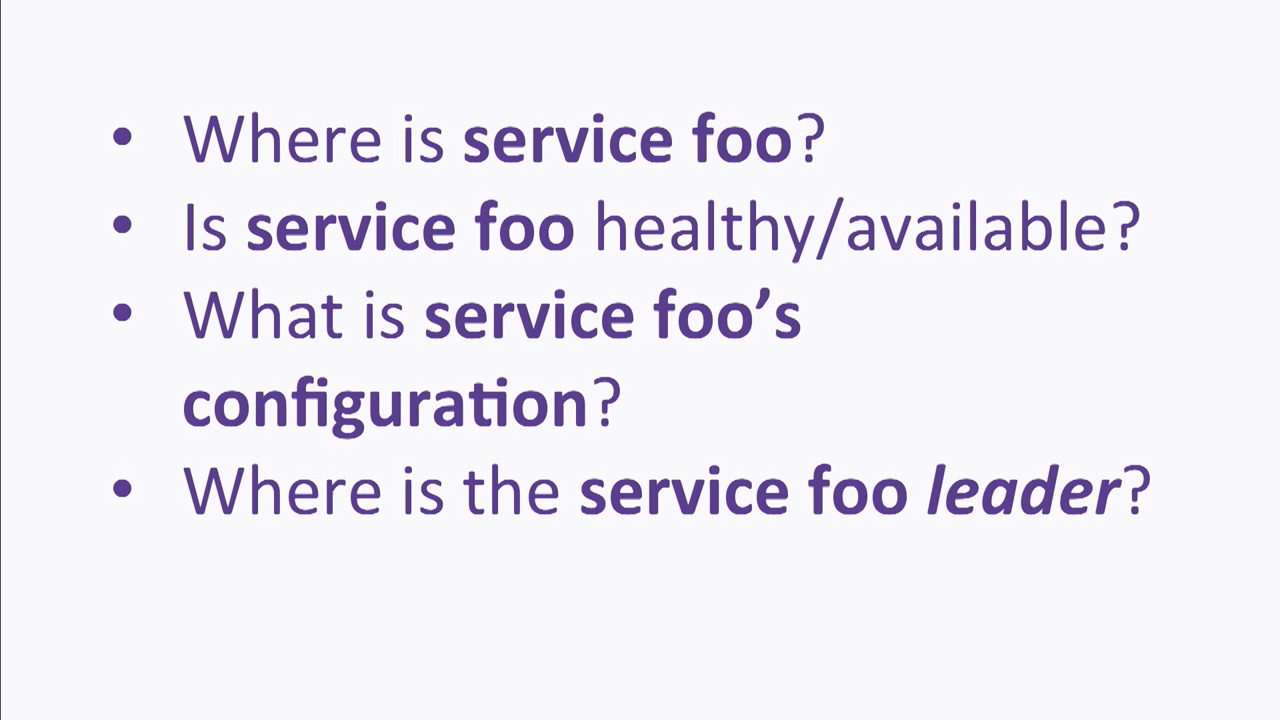 • Where is service foo?
• Is service foo healthy/available?
• What is service foo’s
configuration?
• Where is the service foo leader?